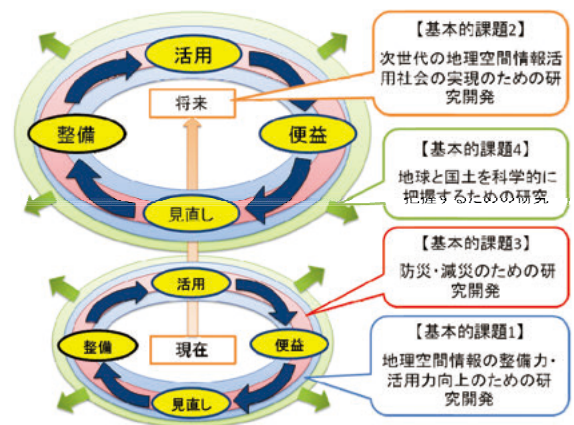 活用
将来
整備
便益
見直し
活用
整備
現在
便益
見直し
【基本的課題2】
次世代の地理空間情報活
用社会の実現のための研
究開発
【基本的課題4】
地球と国土を科学的に
把握するための研究
【基本的課題3】
防災・減災のための研
究開発
【基本的課題1】
地理空間情報の整備力・
活用力向上のための研
究開発